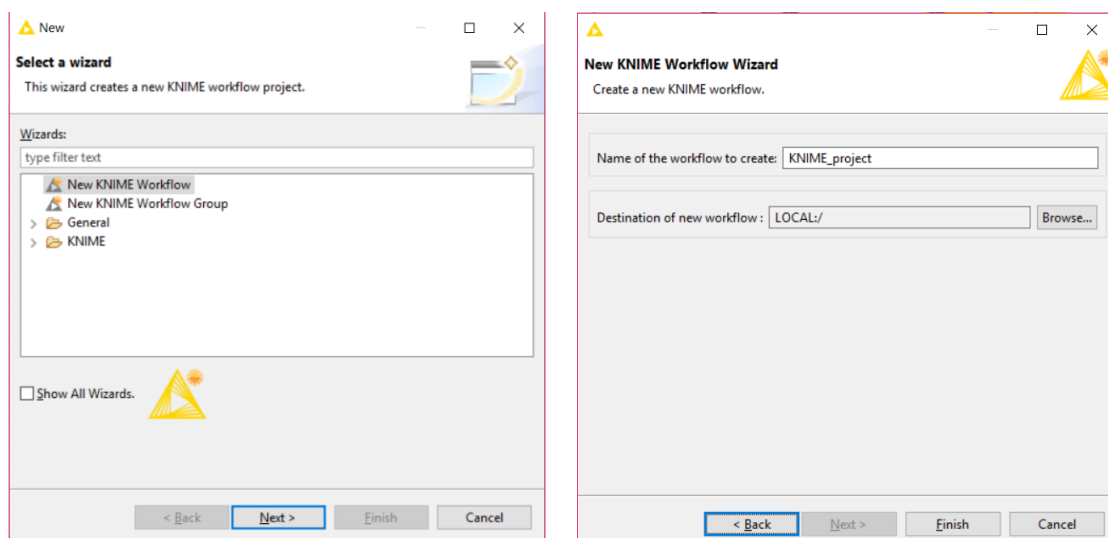 New
Select a wizard
This wizard creates a new KNIME workflow project.
Wizards:
type filter text
New KNIME Workflow
New KNIME Workflow Group
General
KNIME
Show All Wizards.
< Back Next > Finish Cancel
New KNIME Workflow Wizard
Create a new KNIME workflow.
Name of the workflow to create: KNIME_project
Destination of new workflow : LOCAL:/ Browse...
< Back Next > Finish Cancel